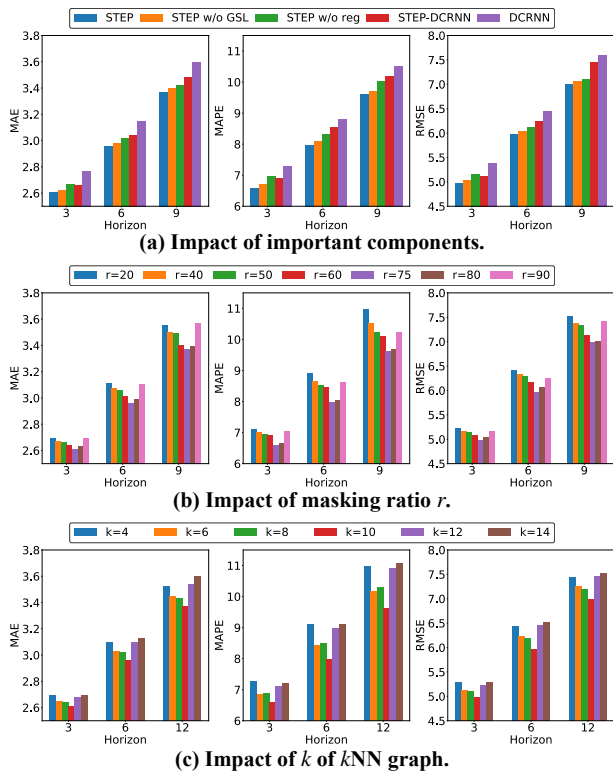 STEP STEP w/o GSL STEP w/o reg STEP-DCRNN DCRNN
3.8
3.6
3.4
3.2
3.0
2.8
2.6
MAE
3 6 9
Horizon
11
10
9
8
7
6
MAPE
3 6 9
Horizon
8.0
7.5
7.0
6.5
6.0
5.5
5.0
4.5
RMSE
3 6 9
Horizon
(a) Impact of important components.
r=20 r=40 r=50 r=60 r=75 r=80 r=90
3.8
3.6
3.4
3.2
3.0
2.8
2.6
MAE
3 6 9
Horizon
11
10
9
8
7
6
MAPE
3 6 9
Horizon
8.0
7.5
7.0
6.5
6.0
5.5
5.0
4.5
RMSE
3 6 9
Horizon
(b) Impact of masking ratio r.
k=4 k=6 k=8 k=10 k=12 k=14
3.8
3.6
3.4
3.2
3.0
2.8
2.6
MAE
3 6 12
Horizon
11
10
9
8
7
6
MAPE
3 6 12
Horizon
8.0
7.5
7.0
6.5
6.0
5.5
5.0
4.5
RMSE
3 6 12
Horizon
(c) Impact of k of kNN graph.